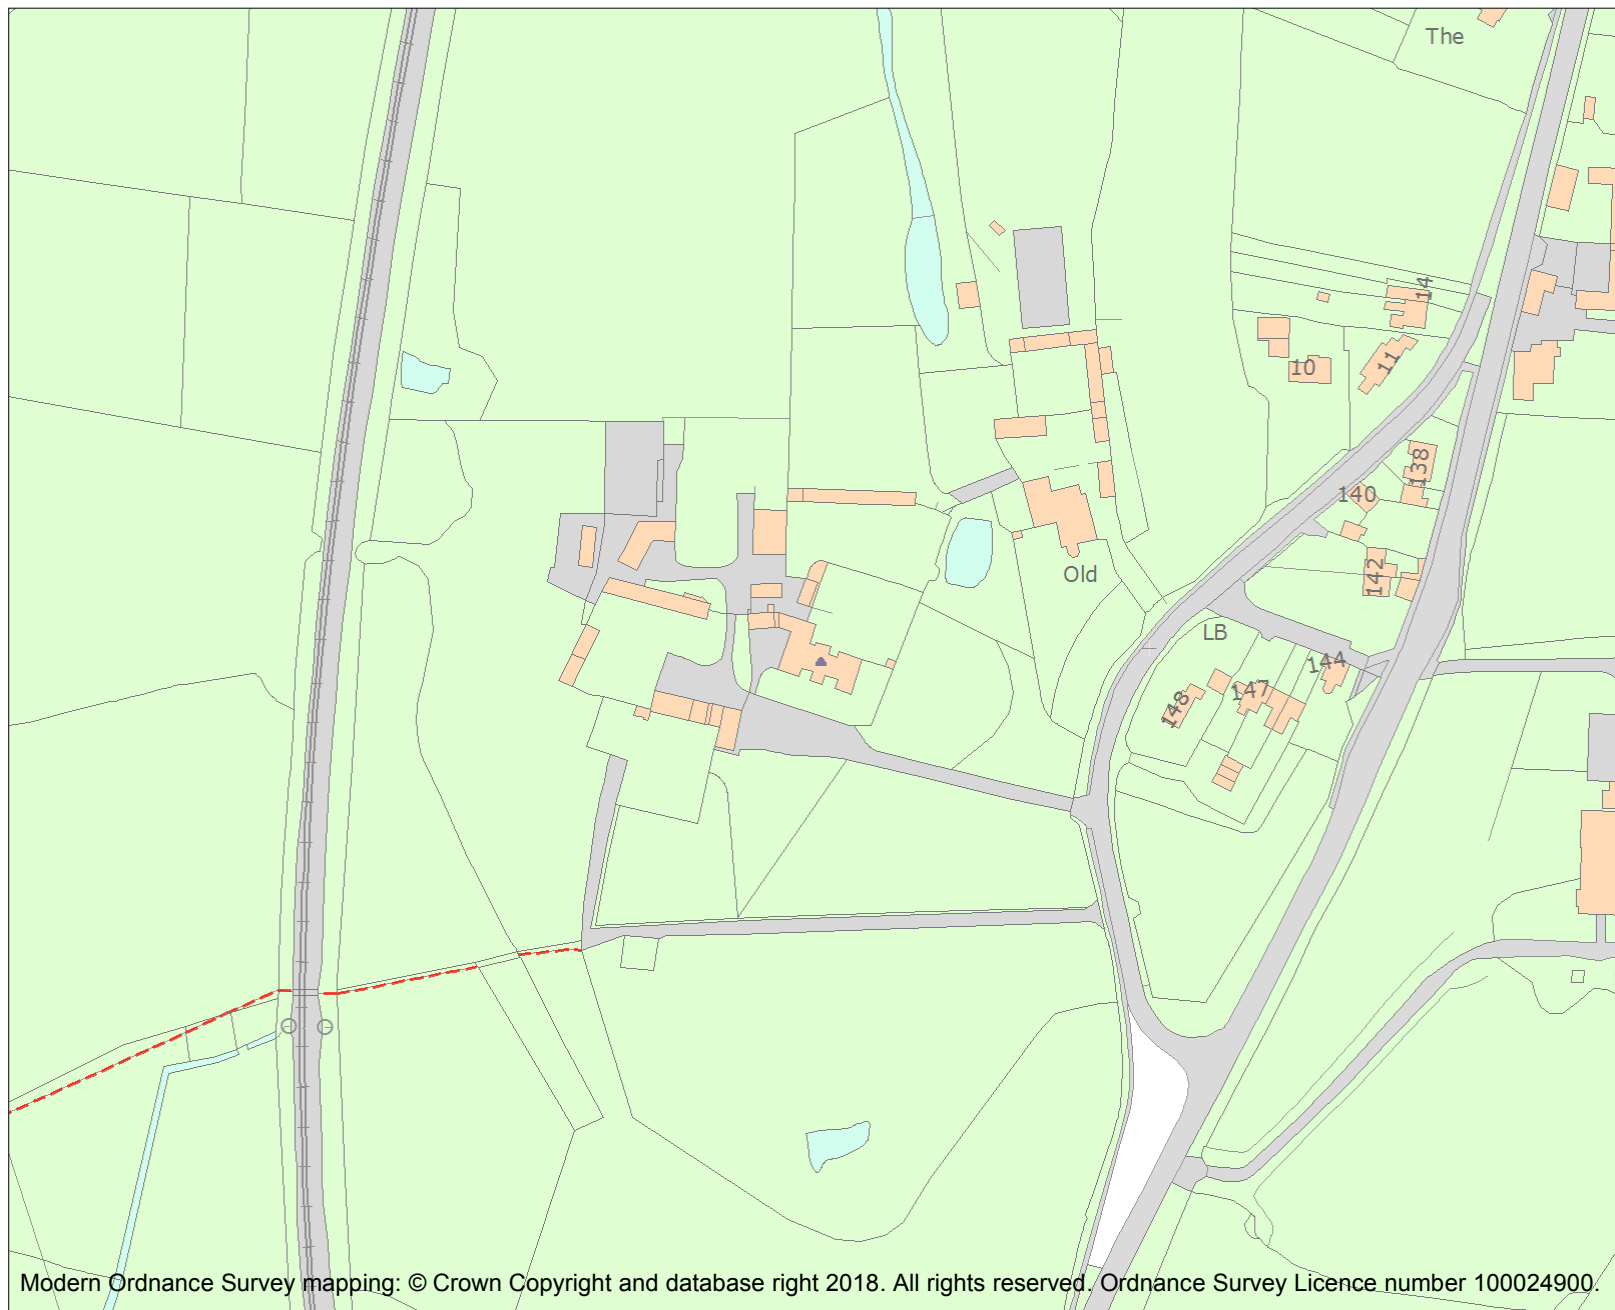 The
14
10
11
138
140
142
Old
LB
144
147
148
Modern Ordnance Survey mapping: © Crown Copyright and database right 2018. All rights reserved. Ordnance Survey Licence number 100024900.